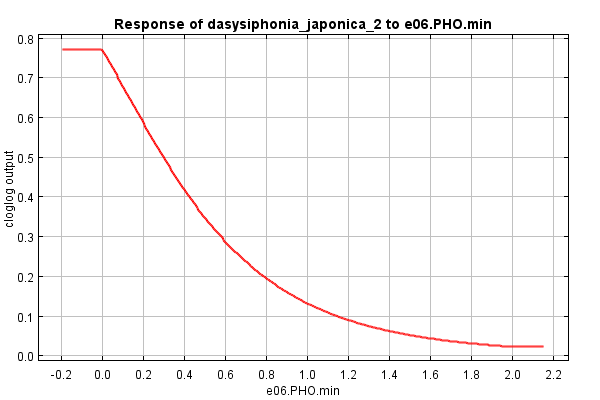 Response of dasysiphonia_japonica_2 to e06.PHO.min
0.8
0.7
0.6
0.5
0.4
0.3
0.2
0.1
0.0
cloglog output
-0.2 0.0 0.2 0.4 0.6 0.8 1.0 1.2 1.4 1.6 1.8 2.0 2.2
e06.PHO.min